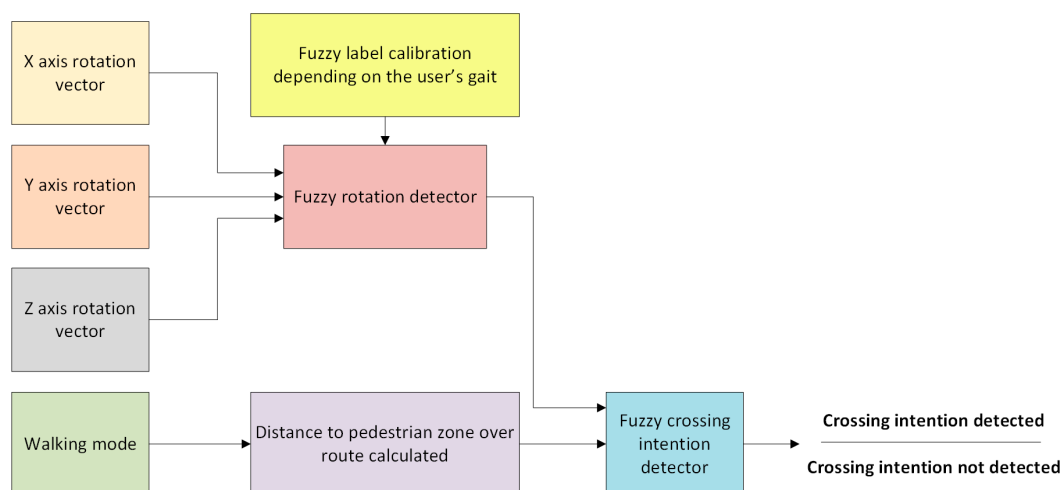 X axis rotation
vector
Fuzzy label calibration
depending on the user’s gait
Y axis rotation
vector
Fuzzy rotation detector
Z axis rotation
vector
Walking mode
Distance to pedestrian zone over
route calculated
Fuzzy crossing
intention
detector
Crossing intention detected
Crossing intention not detected